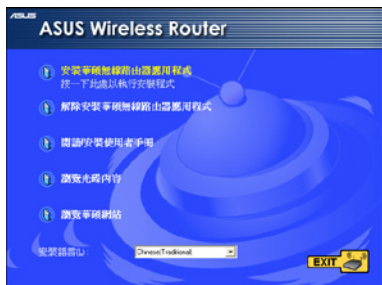 ASUS
ASUS Wireless Router
安裝華碩無線路由器應用程式
按一下此處以執行安裝程式
解除安裝華碩無線路由器應用程式
閱讀/安裝使用者手冊
瀏覽光碟內容
瀏覽華碩網站
安裝語言(L):
Chinese(Traditional)
EXIT